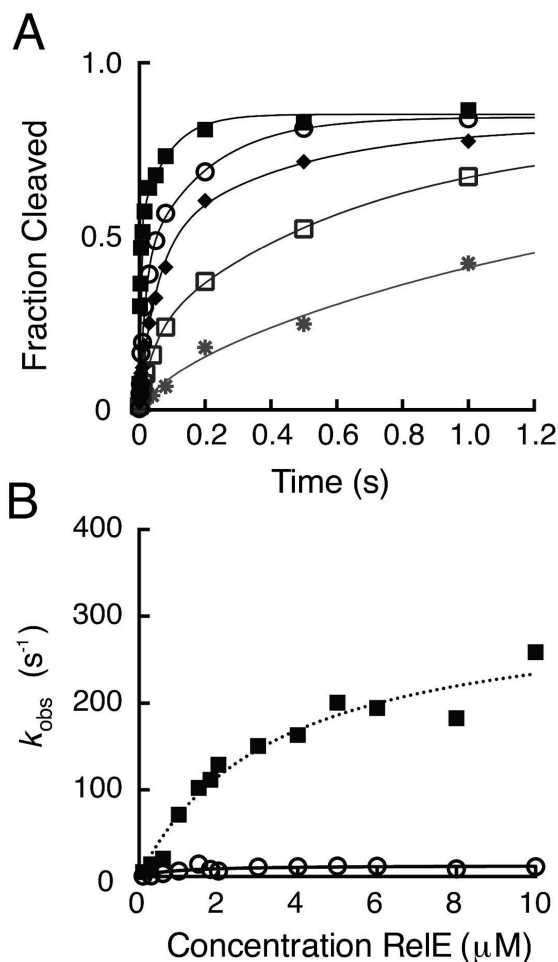 A
1.0
0.5
0
Fraction Cleaved
0 0.2 0.4 0.6 0.8 1.0 1.2
Time (s)
B
400
300
200
100
0
kobs (s-1)
0 2 4 6 8 10
Concentration RelE (μM)